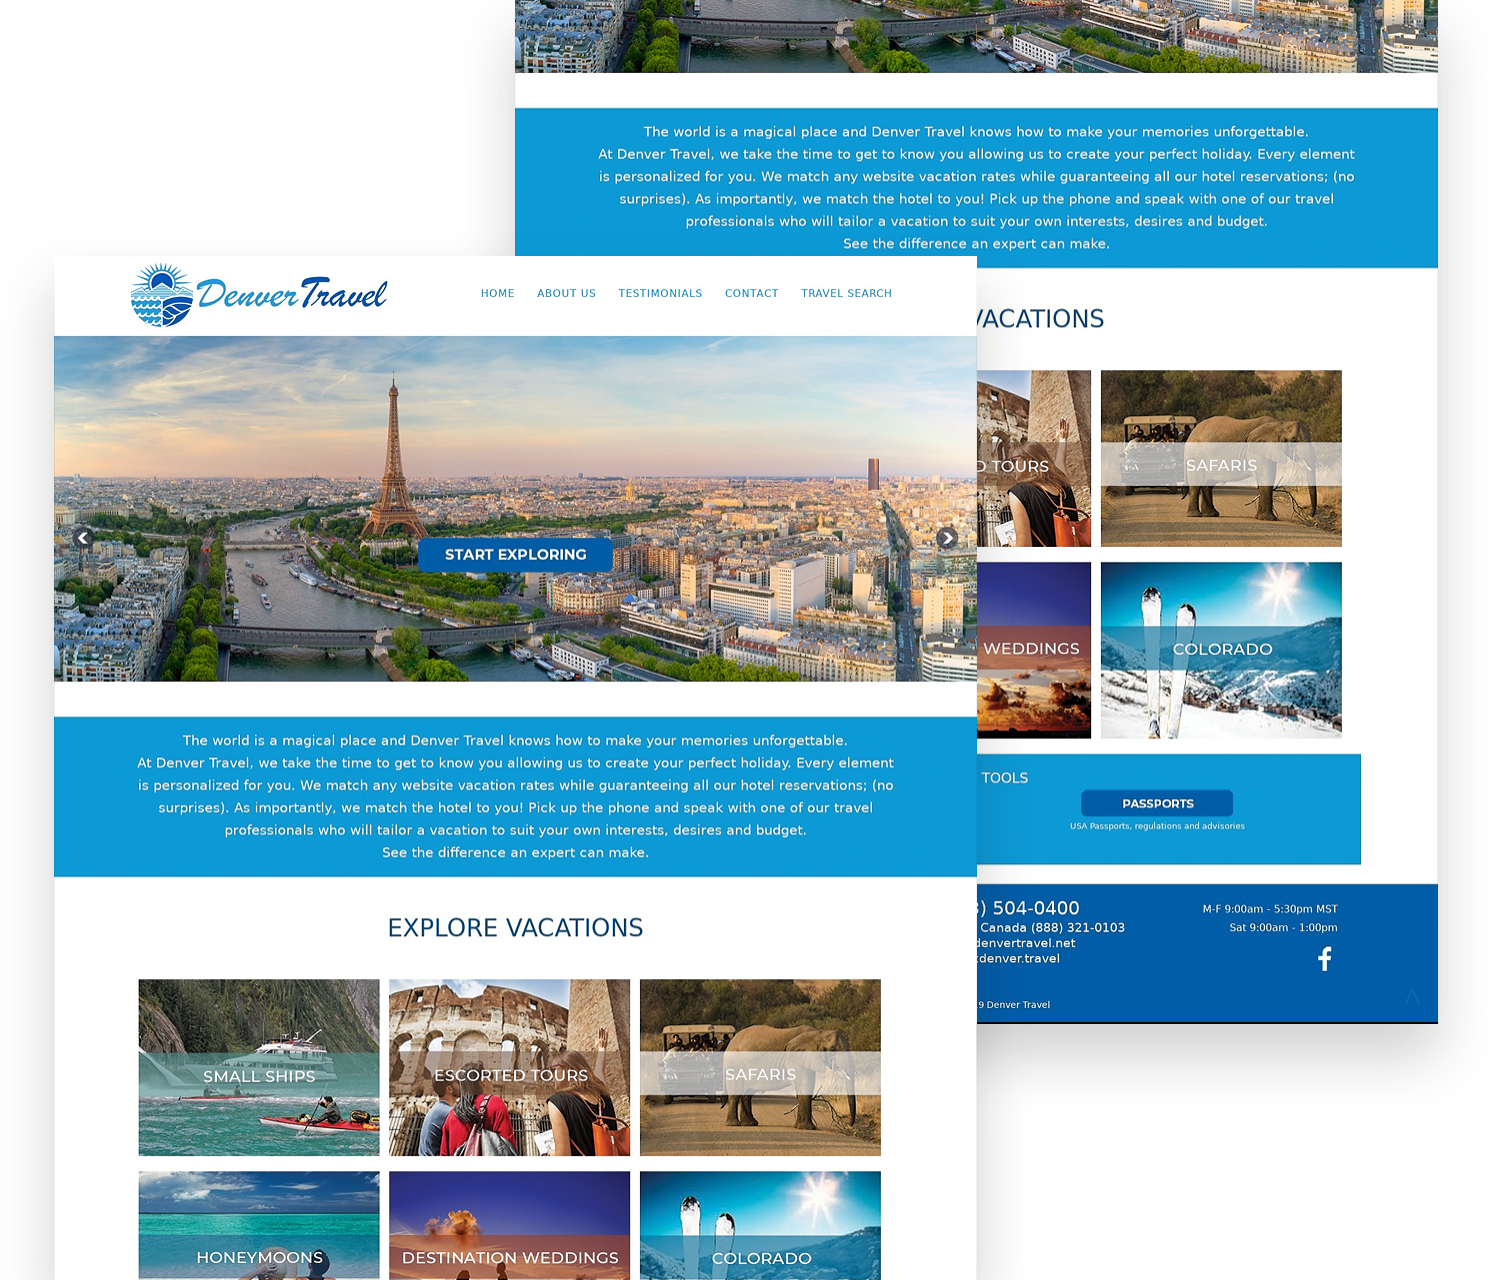 The world is a magical place and Denver Travel knows how to make your memories unforgettable.
At Denver Travel, we take the time to get to know you allowing us to create your perfect holiday. Every element
is personalized for you. We match any website vacation rates while guaranteeing all our hotel reservations; (no
surprises). As importantly, we match the hotel to you! Pick up the phone and speak with one of our travel
professionals who will tailor a vacation to suit your own interests, desires and budget.
See the difference an expert can make.
VACATIONS
TOURS
SAFARIS
WEDDINGS
COLORADO
TOOLS
PASSPORTS
USA Passports, regulations and advisories
504-0400
Canada (888) 321-0103
denvertravel.net
denver.travel
Denver Travel
M-F 9:00am - 5:30pm MST
Sat 9:00am - 1:00pm
Denver Travel
HOME ABOUT US TESTIMONIALS CONTACT TRAVEL SEARCH
START EXPLORING
The world is a magical place and Denver Travel knows how to make your memories unforgettable.
At Denver Travel, we take the time to get to know you allowing us to create your perfect holiday. Every element
is personalized for you. We match any website vacation rates while guaranteeing all our hotel reservations; (no
surprises). As importantly, we match the hotel to you! Pick up the phone and speak with one of our travel
professionals who will tailor a vacation to suit your own interests, desires and budget.
See the difference an expert can make.
EXPLORE VACATIONS
SMALL SHIPS
ESCORTED TOURS
SAFARIS
HONEYMOONS
DESTINATION WEDDINGS
COLORADO